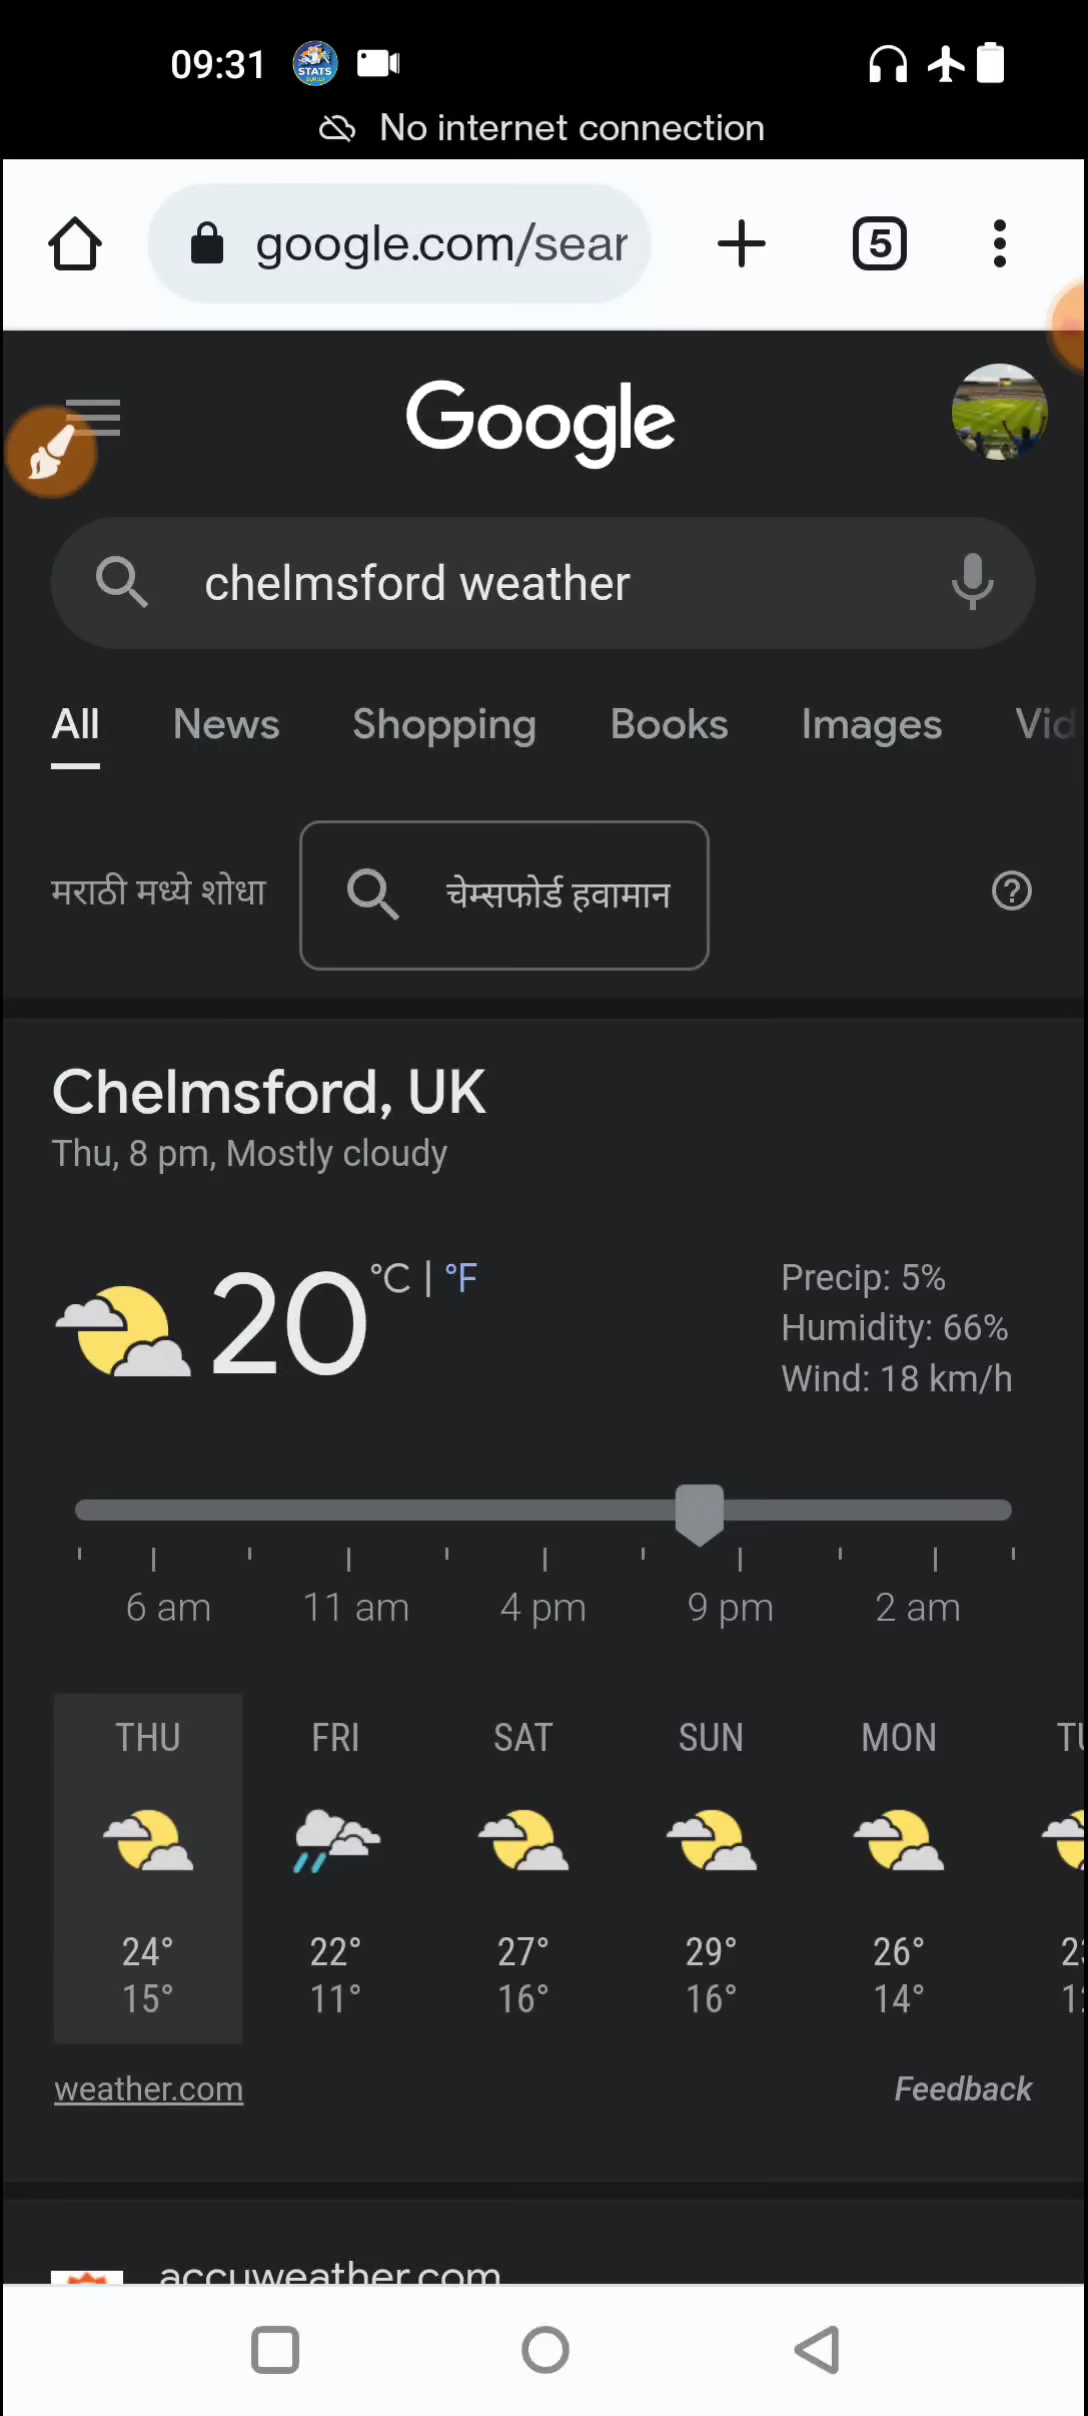 09:31
STATS
No internet connection
google.com/sear
5
Google
chelmsford weather
All News Shopping Books Images Vid
मराठी मध्ये शोधा चेम्सफोर्ड हवामान
Chelmsford, UK
Thu, 8 pm, Mostly cloudy
20 °C | °F
Precip: 5%
Humidity: 66%
Wind: 18 km/h
6 am 11 am 4 pm 9 pm 2 am
THU FRI SAT SUN MON TU
24° 22° 27° 29° 26°
15° 11° 16° 16° 14°
weather.com Feedback
accuweather.com